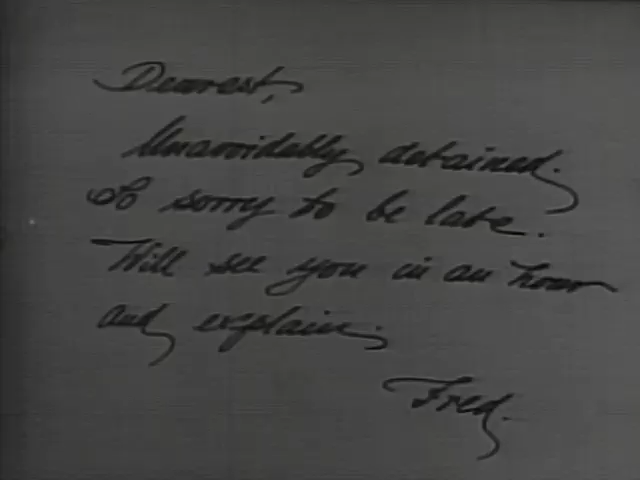 Dearest,
Unavoidably detained.
So sorry to be late.
Will see you in an hour
and explain.
Fred.